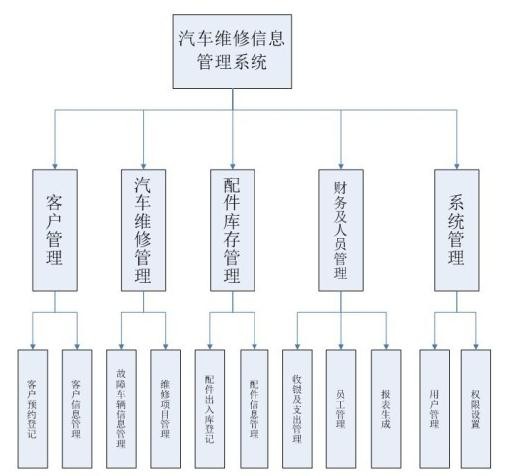 汽车维修信息
管理系统
客户管理
汽车维修管理
配件库存管理
财务及人员管理
系统管理
客户预约登记
客户信息管理
故障车辆信息管理
维修项目管理
配件出入库登记
配件信息管理
收银及支出管理
员工管理
报表生成
用户管理
权限设置